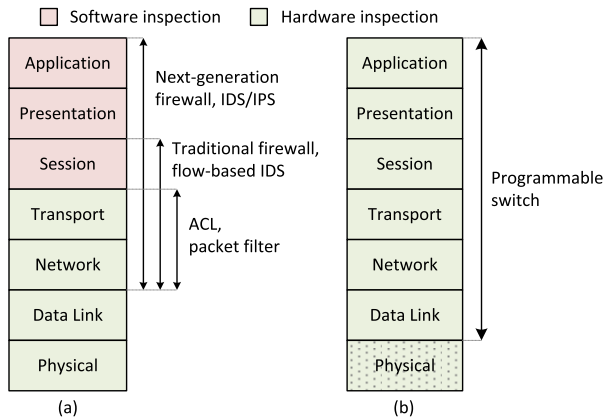 Software inspection
Hardware inspection
Application
Presentation
Session
Transport
Network
Data Link
Physical
Next-generation
firewall, IDS/IPS
Traditional firewall,
flow-based IDS
ACL,
packet filter
(a)
Application
Presentation
Session
Transport
Network
Data Link
Physical
Programmable
switch
(b)